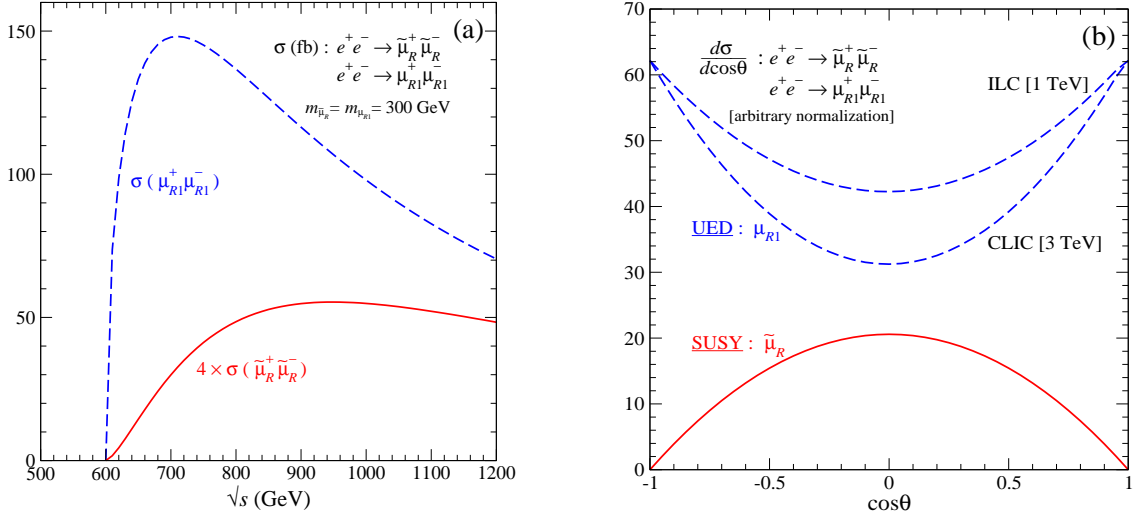 150
100
50
0
500 600 700 800 900 1000 1100 1200
√s (GeV)
(a)
σ (fb) : e⁺e⁻ → μ̃⁺_R μ̃⁻_R
e⁺e⁻ → μ⁺_R1 μ⁻_R1
m_μ̃_R = m_μ_R1 = 300 GeV
σ ( μ⁺_R1 μ⁻_R1 )
4 × σ ( μ̃⁺_R μ̃⁻_R )
70
60
50
40
30
20
10
0
-1 -0.5 0 0.5 1
cosθ
(b)
dσ/dcosθ : e⁺e⁻ → μ̃⁺_R μ̃⁻_R
e⁺e⁻ → μ⁺_R1 μ⁻_R1
[arbitrary normalization]
ILC [1 TeV]
UED : μ_R1
CLIC [3 TeV]
SUSY : μ̃_R